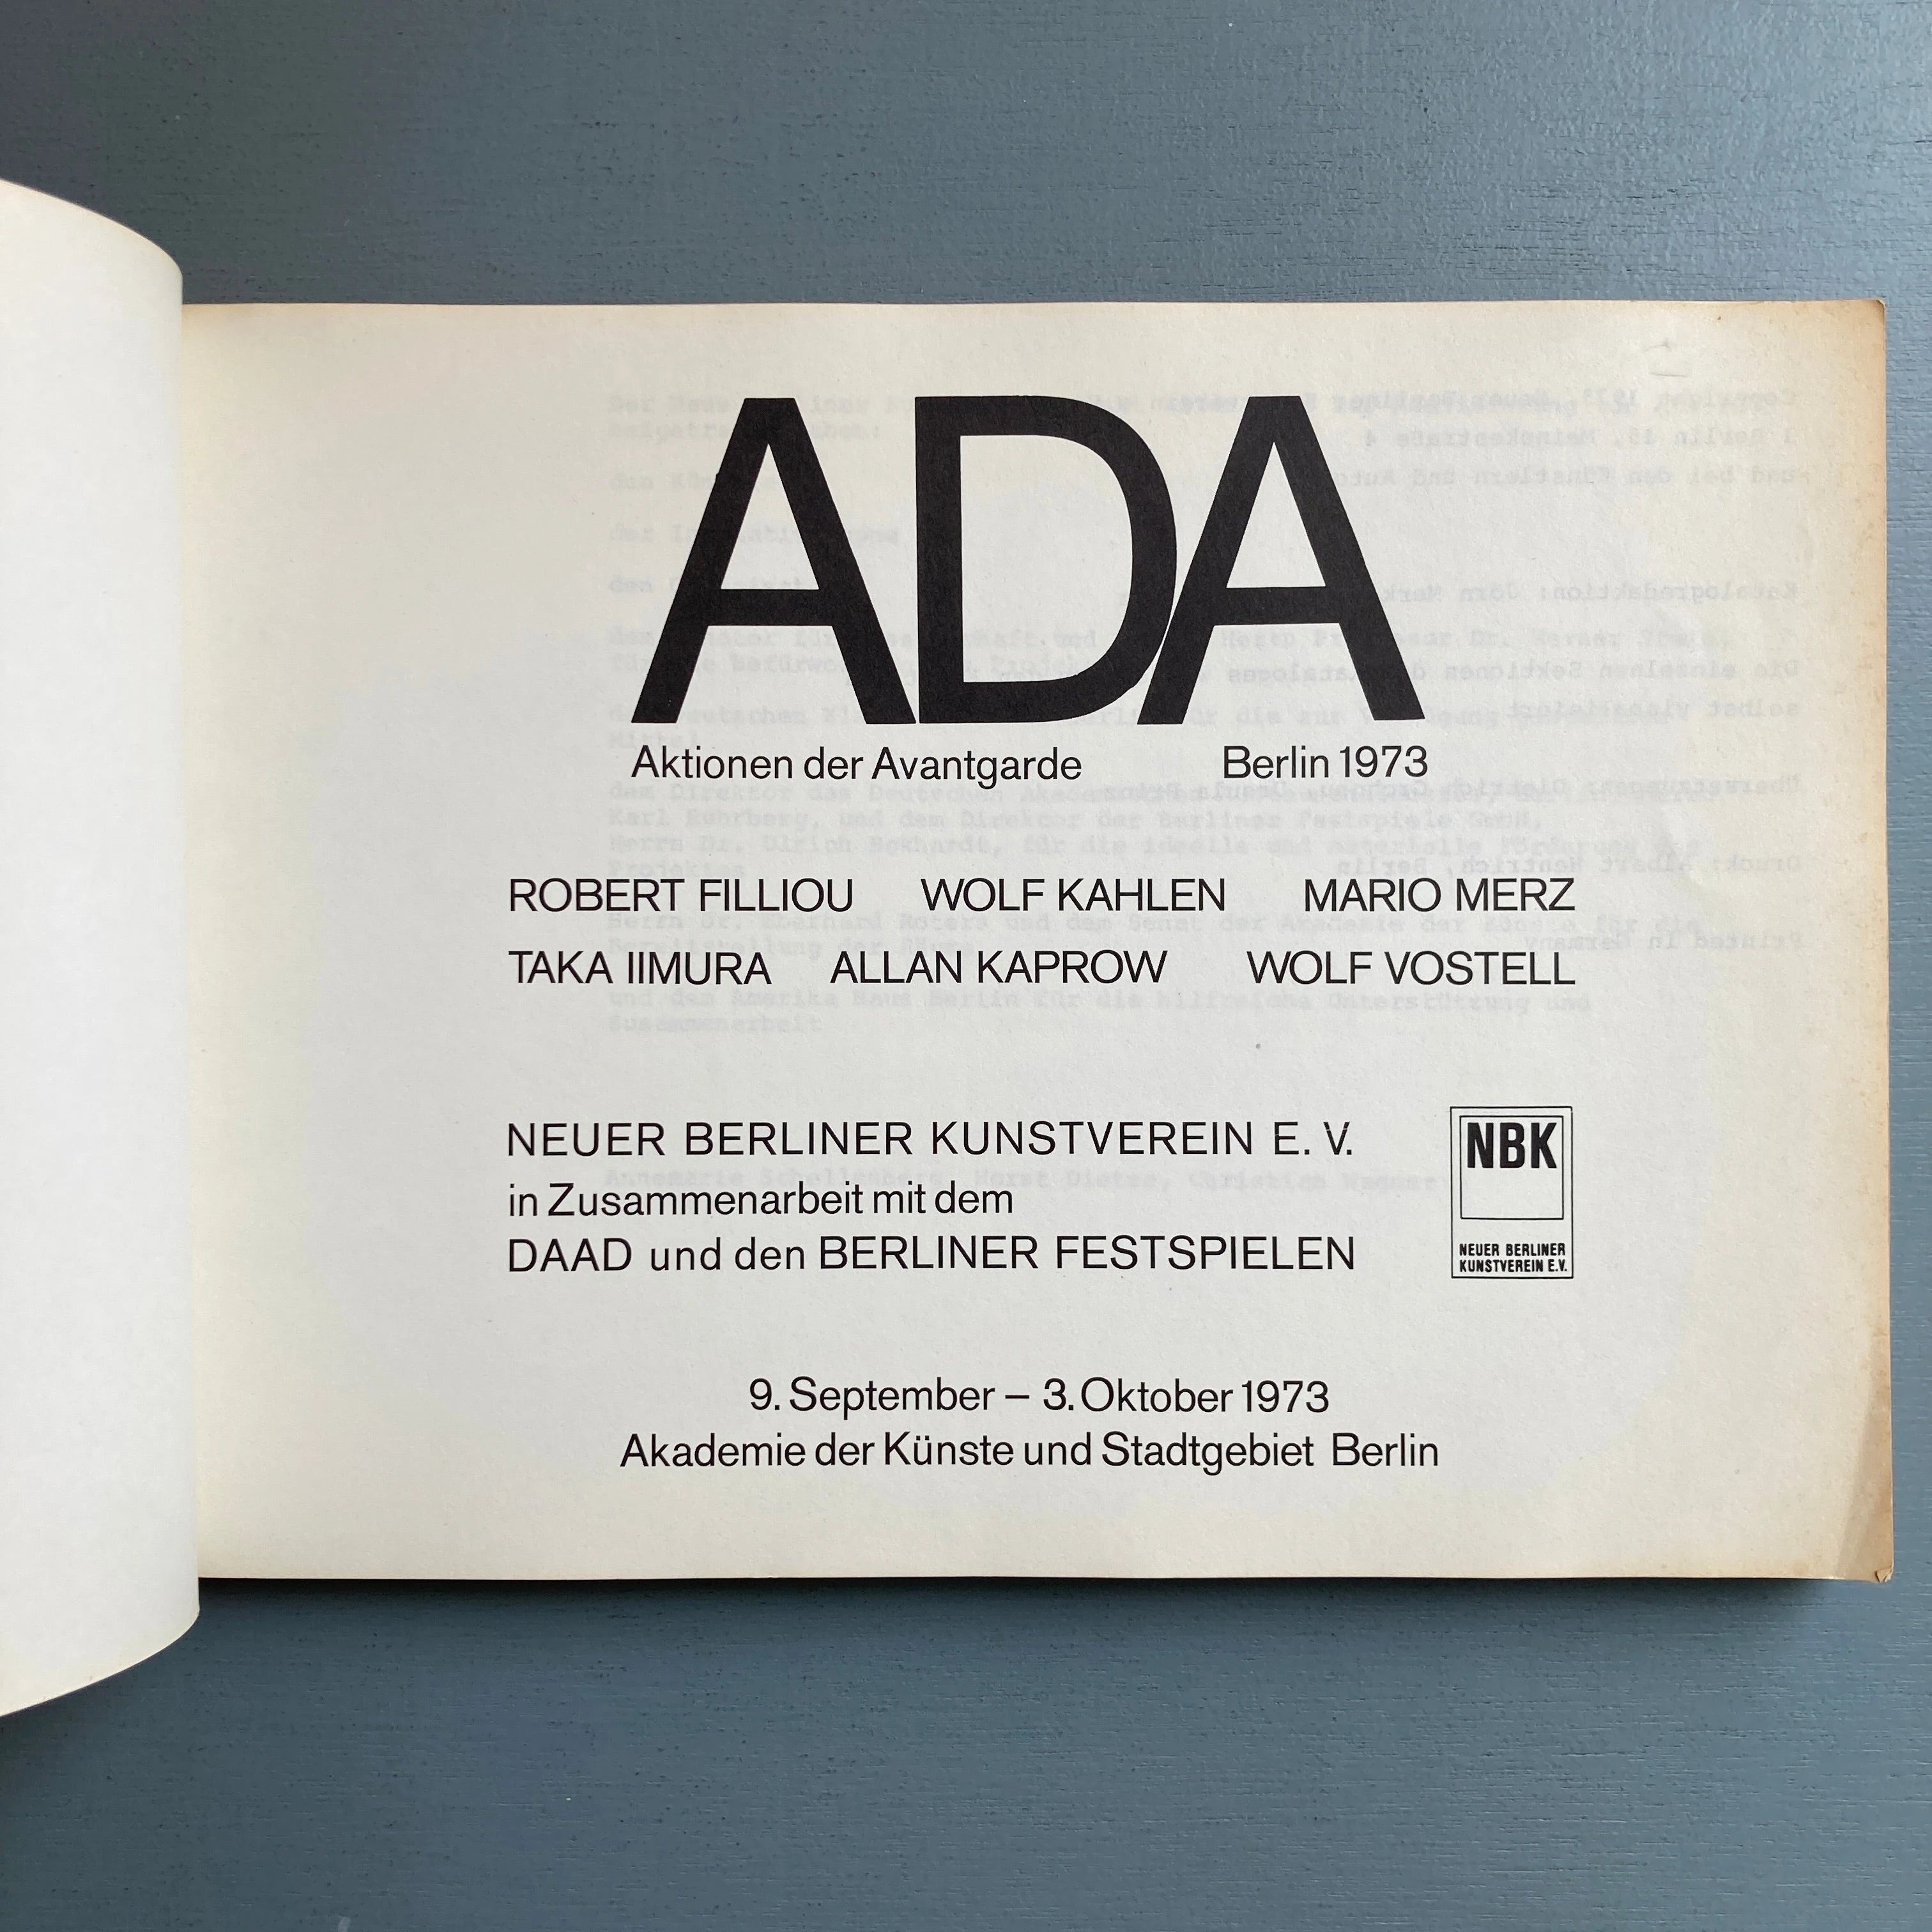 ADA
Aktionen der Avantgarde Berlin 1973
ROBERT FILLIOU WOLF KAHLEN MARIO MERZ
TAKA IIMURA ALLAN KAPROW WOLF VOSTELL
NEUER BERLINER KUNSTVEREIN E. V.
in Zusammenarbeit mit dem
DAAD und den BERLINER FESTSPIELEN
NBK
NEUER BERLINER
KUNSTVEREIN E.V.
9. September – 3. Oktober 1973
Akademie der Künste und Stadtgebiet Berlin